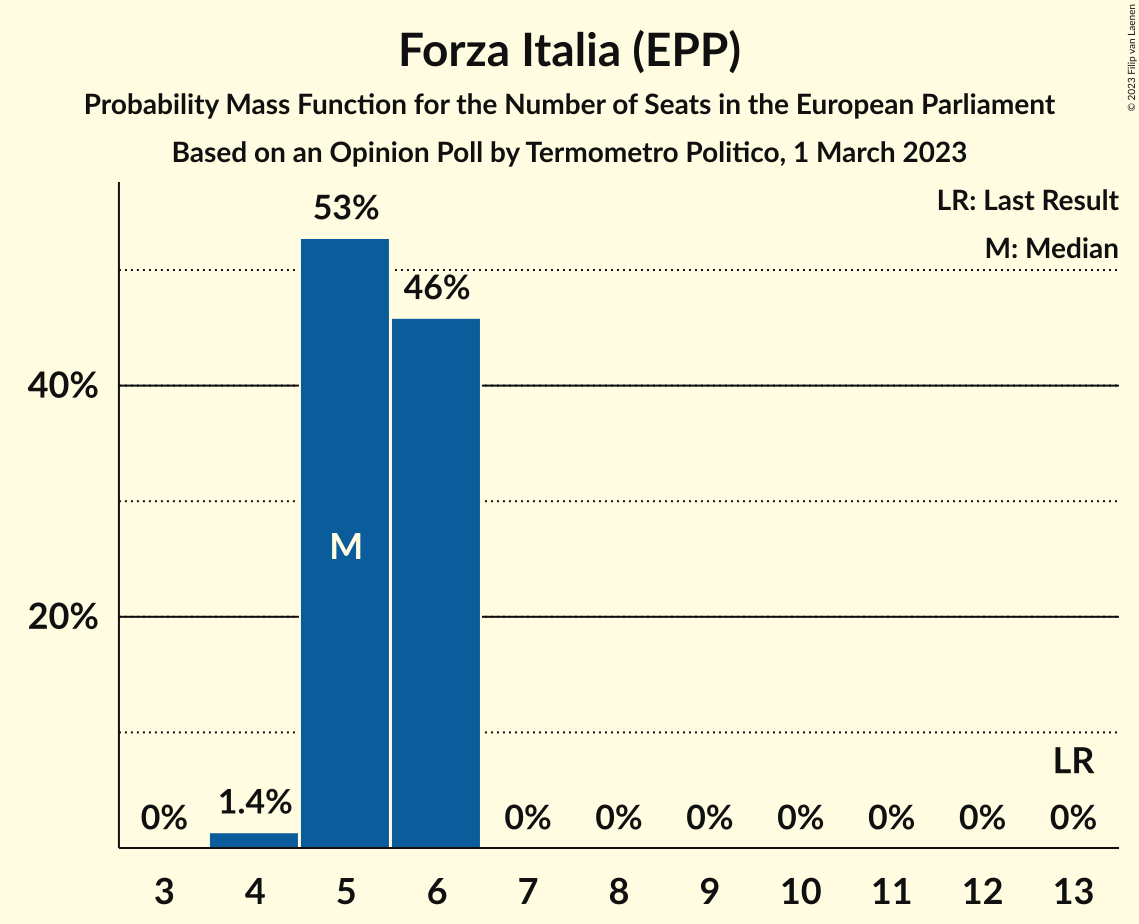 © 2023 Filip van Laenen
Forza Italia (EPP)
Probability Mass Function for the Number of Seats in the European Parliament
Based on an Opinion Poll by Termometro Politico, 1 March 2023
LR: Last Result
M: Median
53%
46%
40%
M
20%
LR
0% 1.4% 0% 0% 0% 0% 0% 0% 0%
3 4 5 6 7 8 9 10 11 12 13